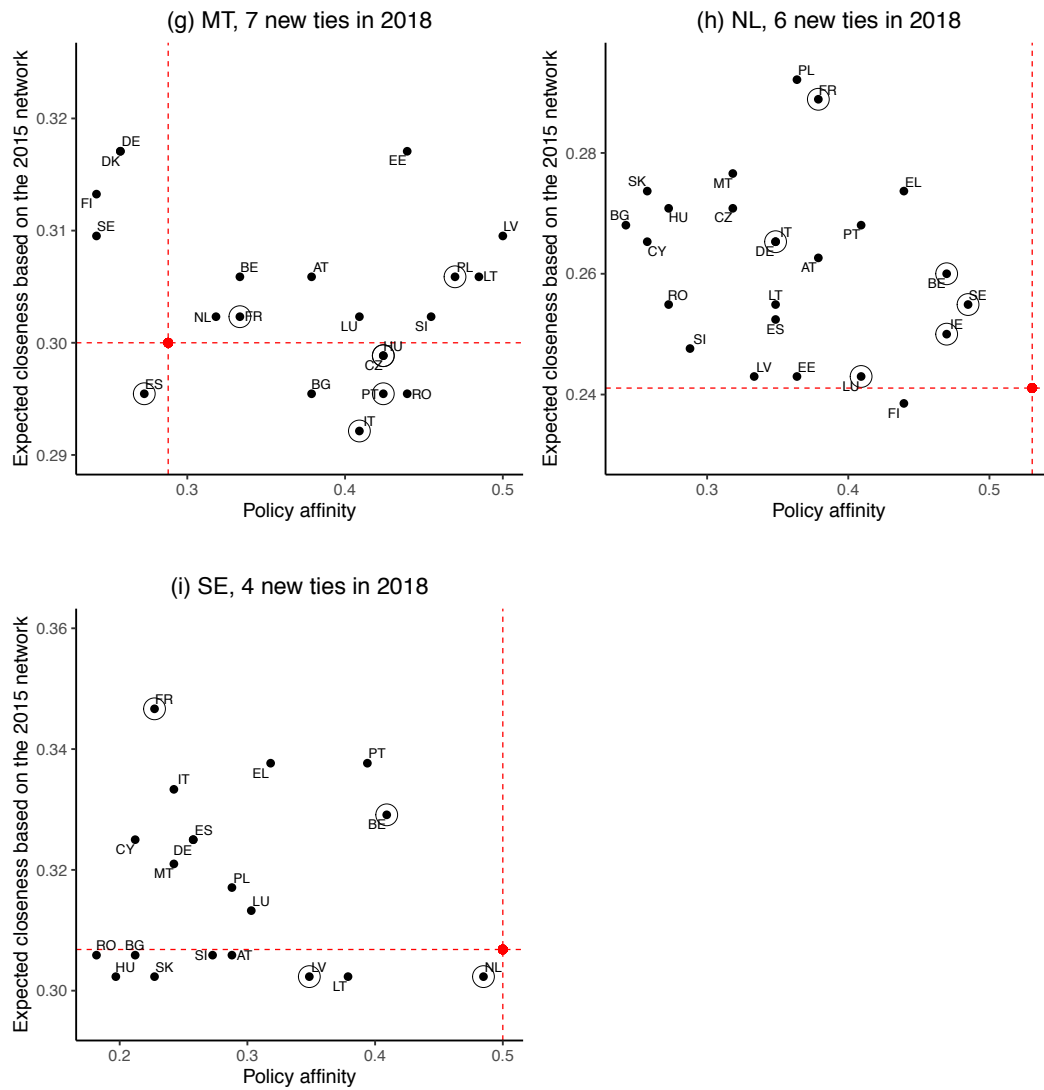 (g) MT, 7 new ties in 2018
Expected closeness based on the 2015 network
0.32
0.31
0.30
0.29
DE
DK
EE
FI
SE
LV
BE
AT
PL
LT
NL
FR
LU
SI
HU
CZ
ES
BG
PT
RO
IT
0.3
0.4
0.5
Policy affinity
(h) NL, 6 new ties in 2018
Expected closeness based on the 2015 network
0.28
0.26
0.24
PL
FR
SK
MT
EL
HU
CZ
BG
IT
PT
CY
DE
AT
BE
RO
LT
SE
ES
IE
SI
LV
EE
LU
FI
0.3
0.4
0.5
Policy affinity
(i) SE, 4 new ties in 2018
Expected closeness based on the 2015 network
0.36
0.34
0.32
0.30
FR
PT
EL
IT
BE
ES
CY
DE
MT
PL
LU
RO
BG
SI
AT
HU
SK
LV
LT
NL
0.2
0.3
0.4
0.5
Policy affinity